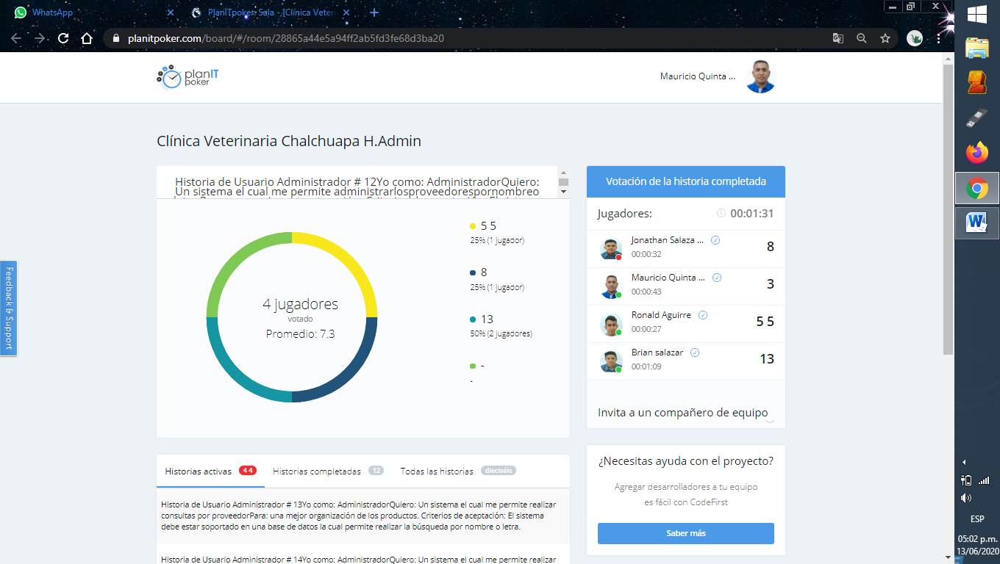 WhatsApp
PlanITpoker: Sala - [Clínica Veter
planitpoker.com/board/#/room/28865a44e5a94ff2ab5fd3fe68d3ba20
planIT
poker
Mauricio Quinta ...
Clínica Veterinaria Chalchuapa H.Admin
Historia de Usuario Administrador # 12Yo como: AdministradorQuiero:
Un sistema el cual me permite administrarlosproveedorespornombreo
4 jugadores
votado
Promedio: 7.3
5 5
25% (1 jugador)
8
25% (1 jugador)
13
50% (2 jugadores)
-
-
Votación de la historia completada
Jugadores:
00:01:31
Jonathan Salaza ...
00:00:32
8
Mauricio Quinta ...
00:00:43
3
Ronald Aguirre
00:00:27
5 5
Brian salazar
00:01:09
13
Invita a un compañero de equipo
Feedback & Support
Historias activas 4 4
Historias completadas 12
Todas las historias dieciséis
Historia de Usuario Administrador # 13Yo como: AdministradorQuiero: Un sistema el cual me permite realizar
consultas por proveedorPara: una mejor organización de los productos. Criterios de aceptación: El sistema
debe estar soportado en una base de datos la cual permite realizar la búsqueda por nombre o letra.
Historia de Usuario Administrador # 14Yo como: AdministradorQuiero: Un sistema el cual me permite realizar
¿Necesitas ayuda con el proyecto?
Agregar desarrolladores a tu equipo
es fácil con CodeFirst
Saber más
ESP
05:02 p.m.
13/06/2020